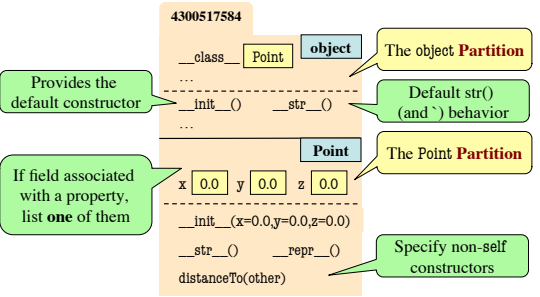 4300517584
object
__class__ Point
...
__init__() __str__()
...
Point
x 0.0 y 0.0 z 0.0
__init__(x=0.0,y=0.0,z=0.0)
__str__() __repr__()
distanceTo(other)
The object Partition
Provides the
default constructor
Default str()
(and `) behavior
The Point Partition
If field associated
with a property,
list one of them
Specify non-self
constructors